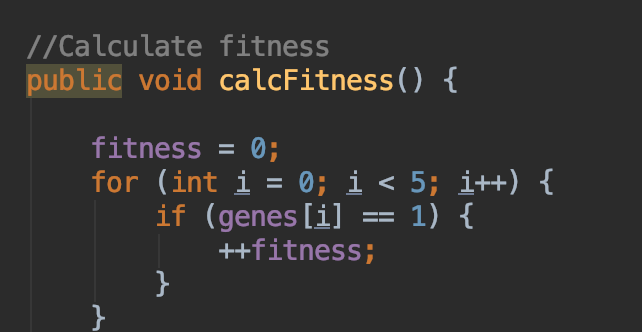 //Calculate fitness
public void calcFitness() {
fitness = 0;
for (int i = 0; i < 5; i++) {
if (genes[i] == 1) {
++fitness;
}
}